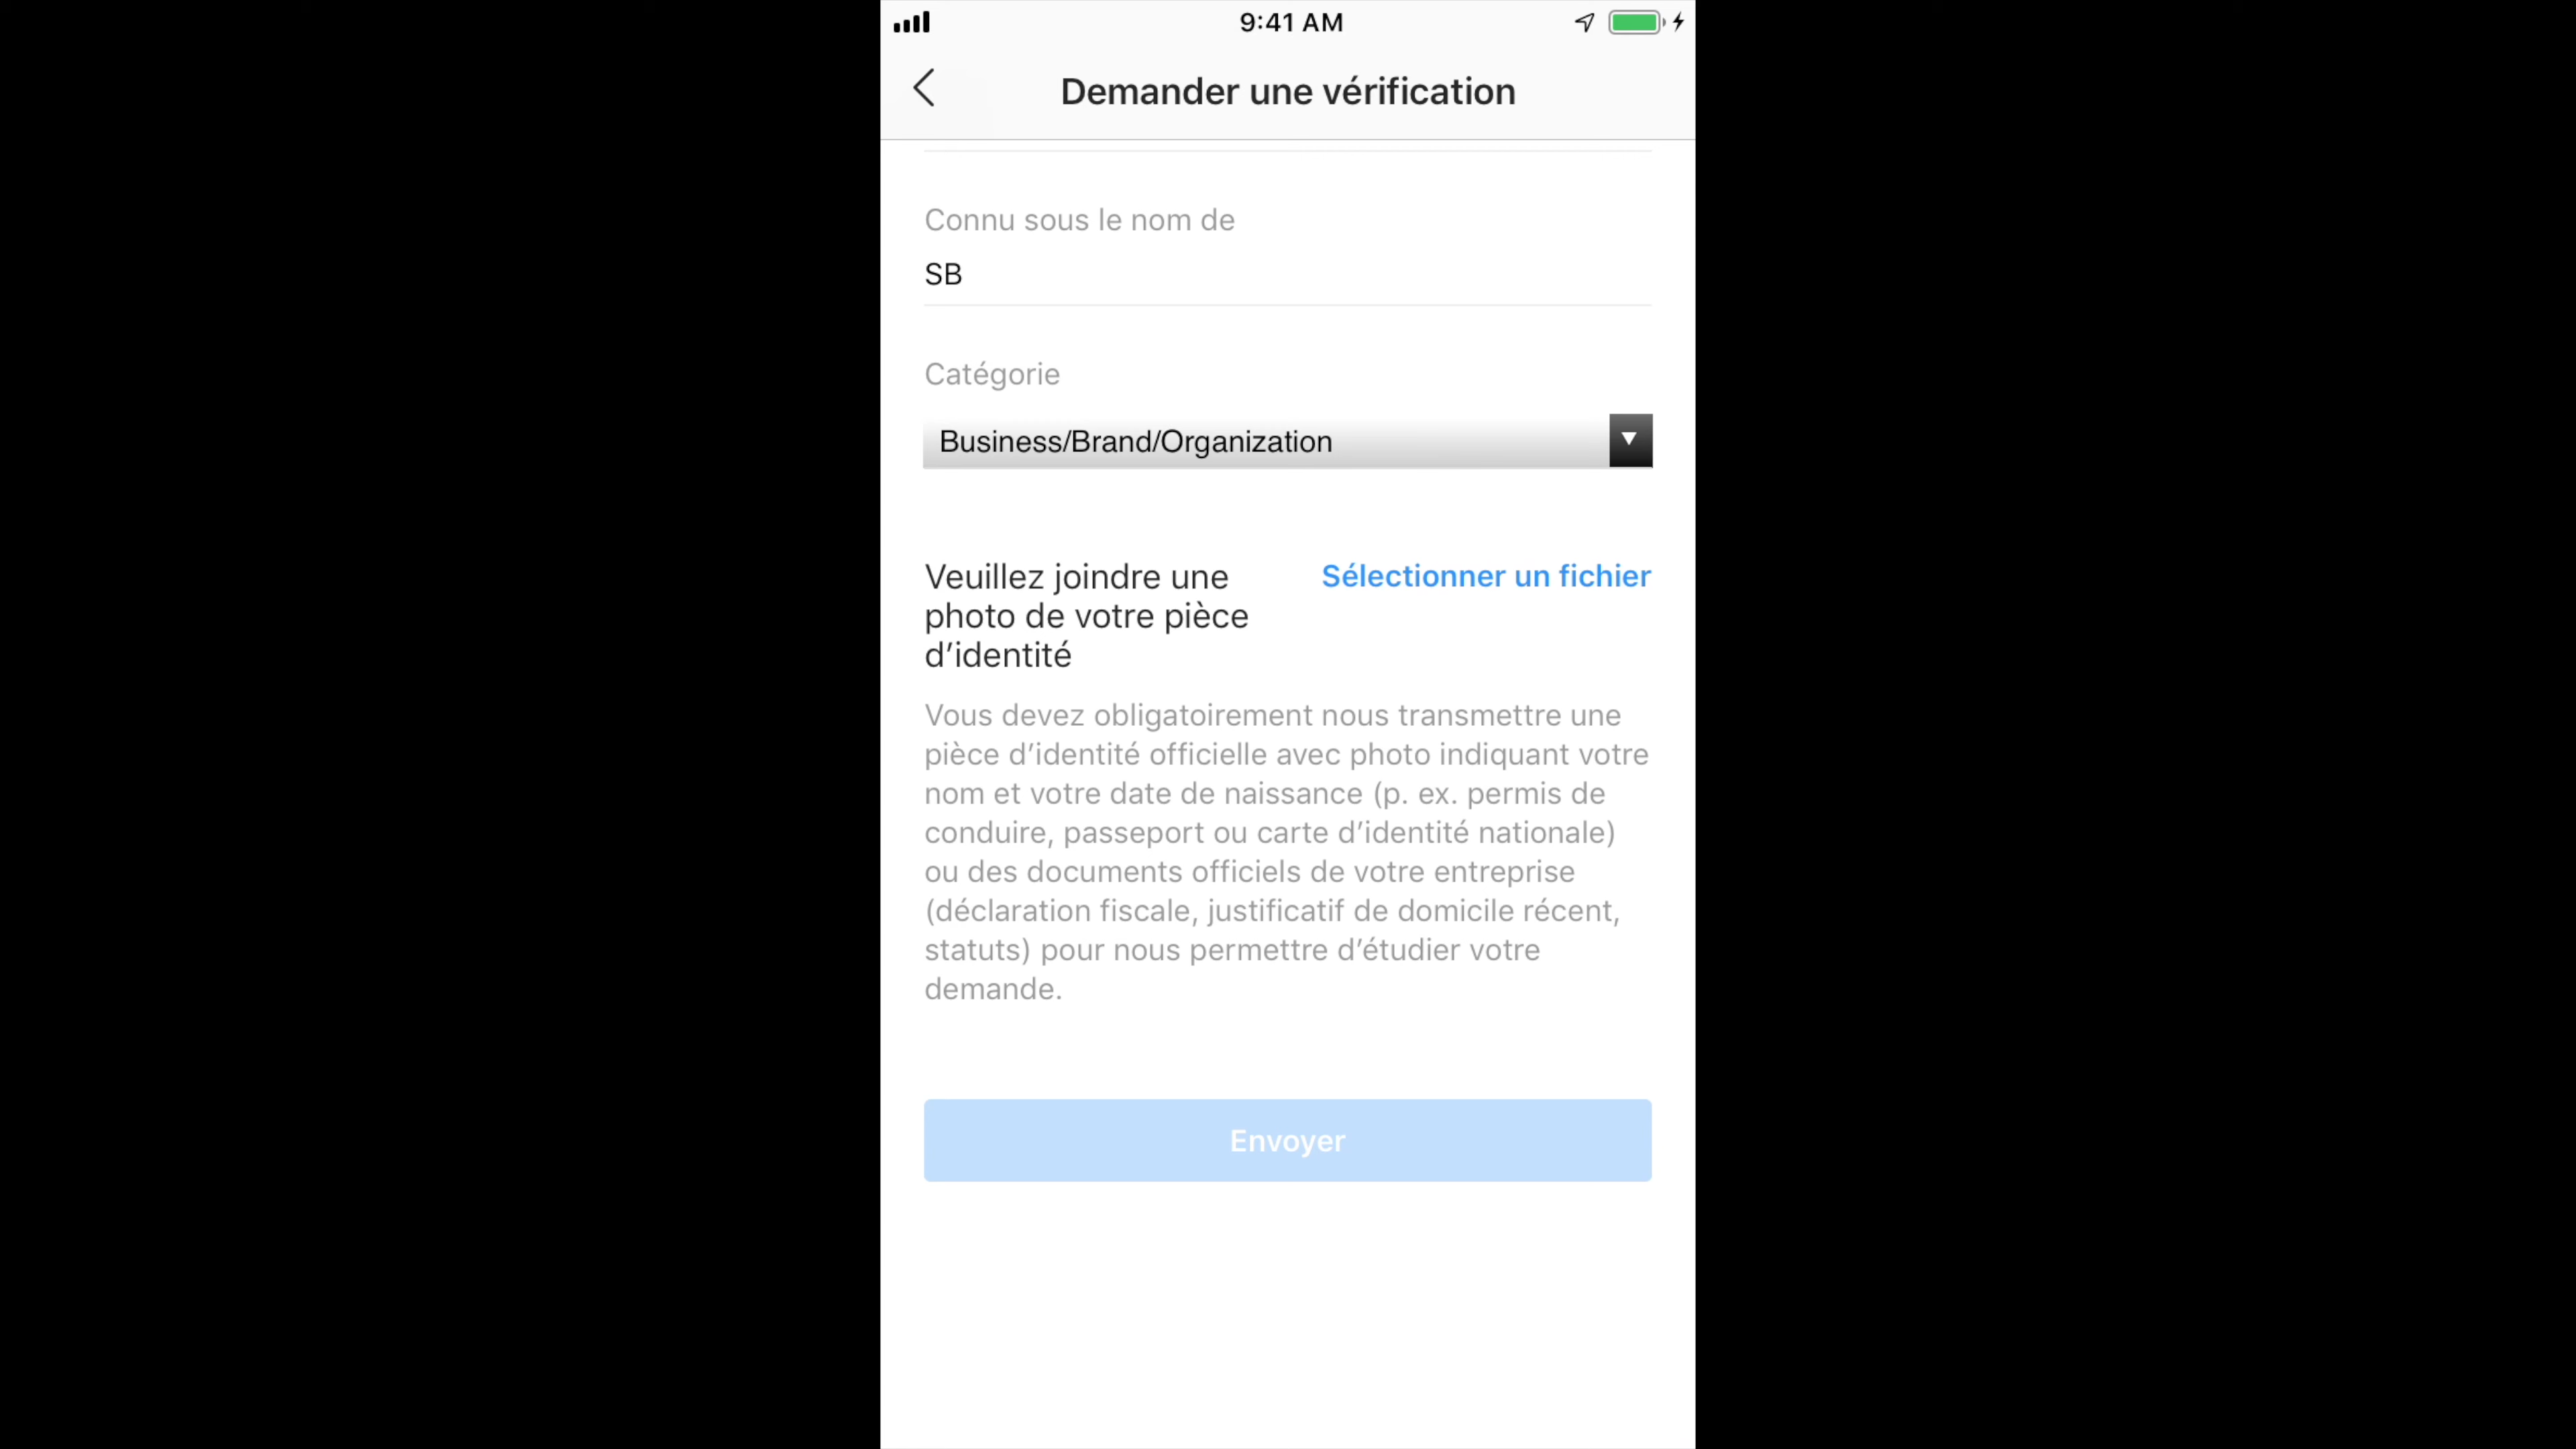 9:41 AM
Demander une vérification
Connu sous le nom de
SB
Catégorie
Business/Brand/Organization
Veuillez joindre une
photo de votre pièce
d’identité
Sélectionner un fichier
Vous devez obligatoirement nous transmettre une
pièce d’identité officielle avec photo indiquant votre
nom et votre date de naissance (p. ex. permis de
conduire, passeport ou carte d’identité nationale)
ou des documents officiels de votre entreprise
(déclaration fiscale, justificatif de domicile récent,
statuts) pour nous permettre d’étudier votre
demande.
Envoyer